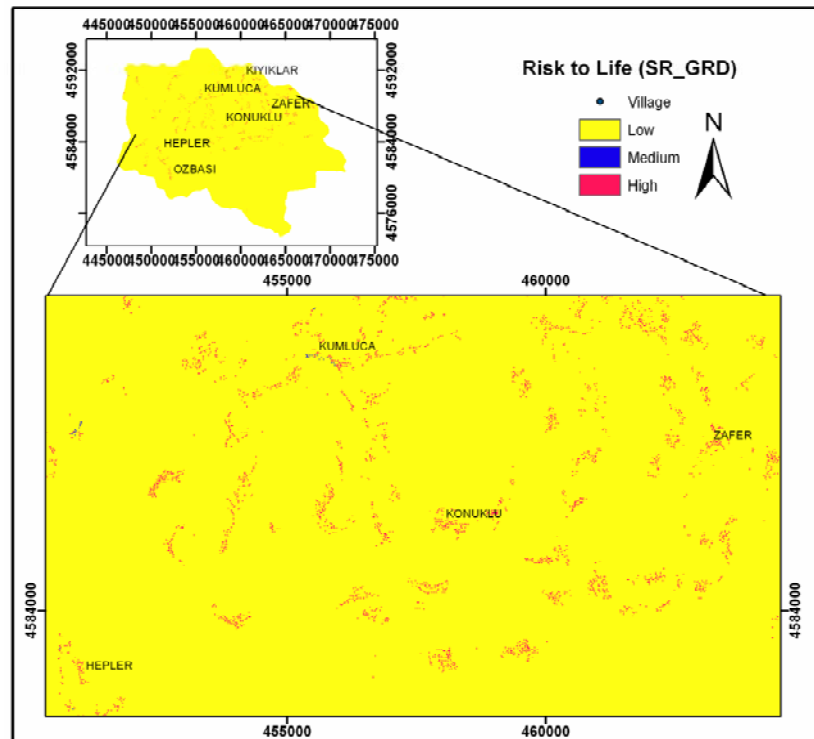 445000 450000 455000 460000 465000 470000 475000
4592000
4584000
4576000
KIYIKLAR
KUMLUCA
ZAFER
KONUKLU
HEPLER
OZBASI
4592000
4584000
4576000
445000 450000 455000 460000 465000 470000 475000
Risk to Life (SR_GRD)
Village
Low
Medium
High
N
455000 460000
KUMLUCA
ZAFER
KONUKLU
4584000
4584000
HEPLER
455000 460000